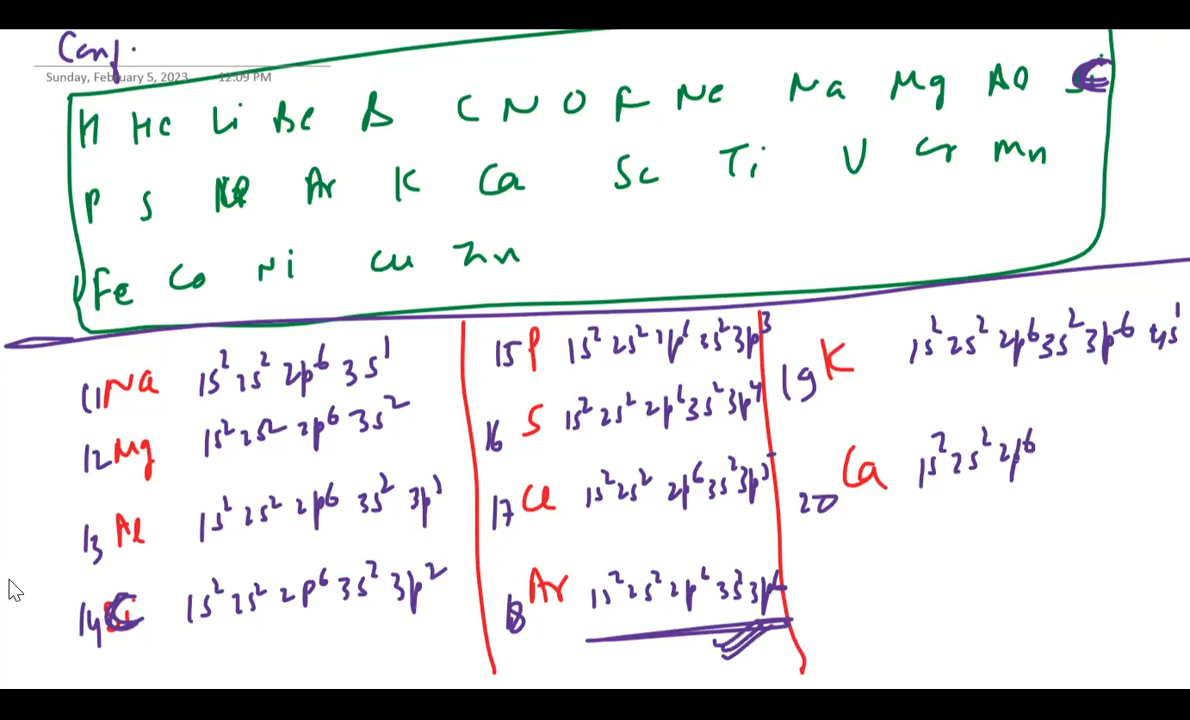 Conf.
Sunday, February 5, 2023 12:09 PM
H He Li Be B C N O F Ne Na Mg Al
P S Ar K Ca Sc Ti V Cr Mn
Fe Co Ni Cu Zn
11 Na 1s² 2s² 2p⁶ 3s¹
12 Mg 1s² 2s² 2p⁶ 3s²
13 Al 1s² 2s² 2p⁶ 3s² 3p¹
14 1s² 2s² 2p⁶ 3s² 3p²
15 P 1s² 2s² 2p⁶ 3s² 3p³
16 S 1s² 2s² 2p⁶ 3s² 3p⁴
17 Cl 1s² 2s² 2p⁶ 3s² 3p⁵
18 Ar 1s² 2s² 2p⁶ 3s² 3p⁶
19 K 1s² 2s² 2p⁶ 3s² 3p⁶ 4s¹
20 Ca 1s² 2s² 2p⁶